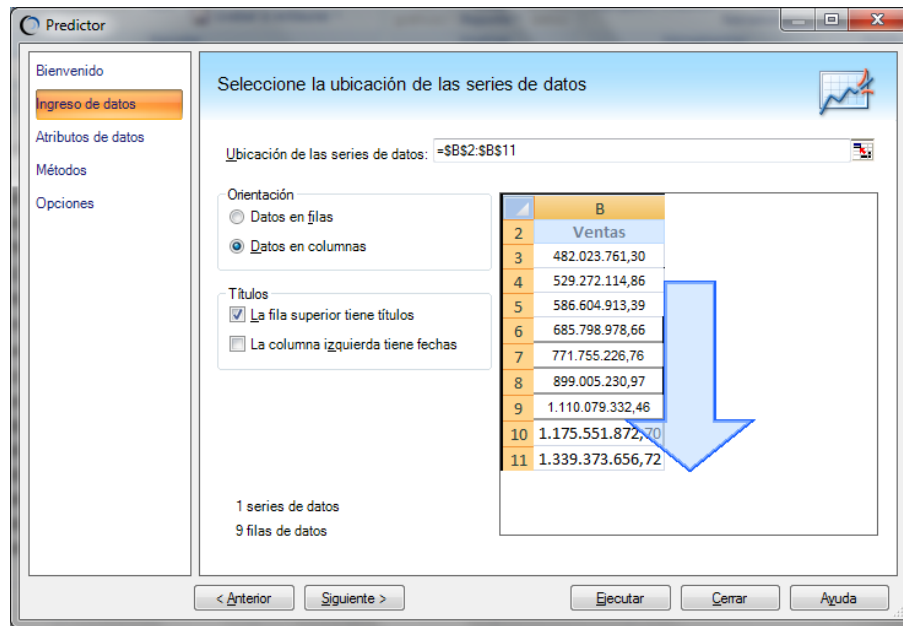 Predictor
Bienvenido
Ingreso de datos
Atributos de datos
Métodos
Opciones
Seleccione la ubicación de las series de datos
Ubicación de las series de datos: =$B$2:$B$11
Orientación
Datos en filas
Datos en columnas
Títulos
La fila superior tiene títulos
La columna izquierda tiene fechas
B
2 Ventas
3 482.023.761,30
4 529.272.114,86
5 586.604.913,39
6 685.798.978,66
7 771.755.226,76
8 899.005.230,97
9 1.110.079.332,46
10 1.175.551.872,70
11 1.339.373.656,72
1 series de datos
9 filas de datos
< Anterior
Siguiente >
Ejecutar
Cerrar
Ayuda